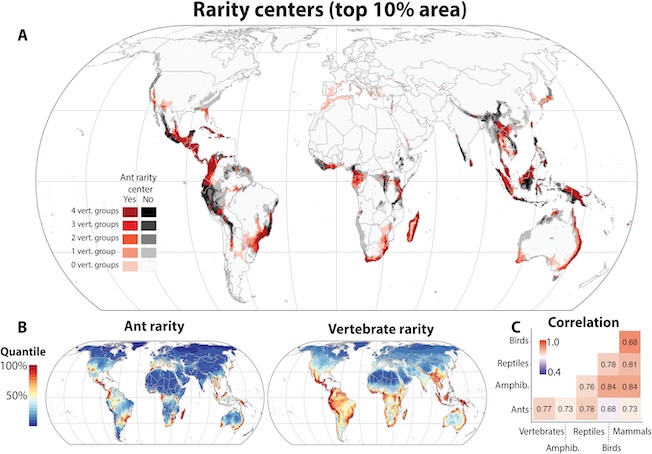 Rarity centers (top 10% area)
A
Ant rarity
center
Yes No
4 vert. groups
3 vert. groups
2 vert. groups
1 vert. group
0 vert. groups
B
Ant rarity
Vertebrate rarity
Quantile
100%
50%
C
Correlation
1.0
0.4
Birds 0.88
Reptiles 0.78 0.81
Amphib. 0.76 0.84 0.84
Ants 0.77 0.73 0.78 0.68 0.73
Vertebrates Reptiles Mammals
Amphib. Birds